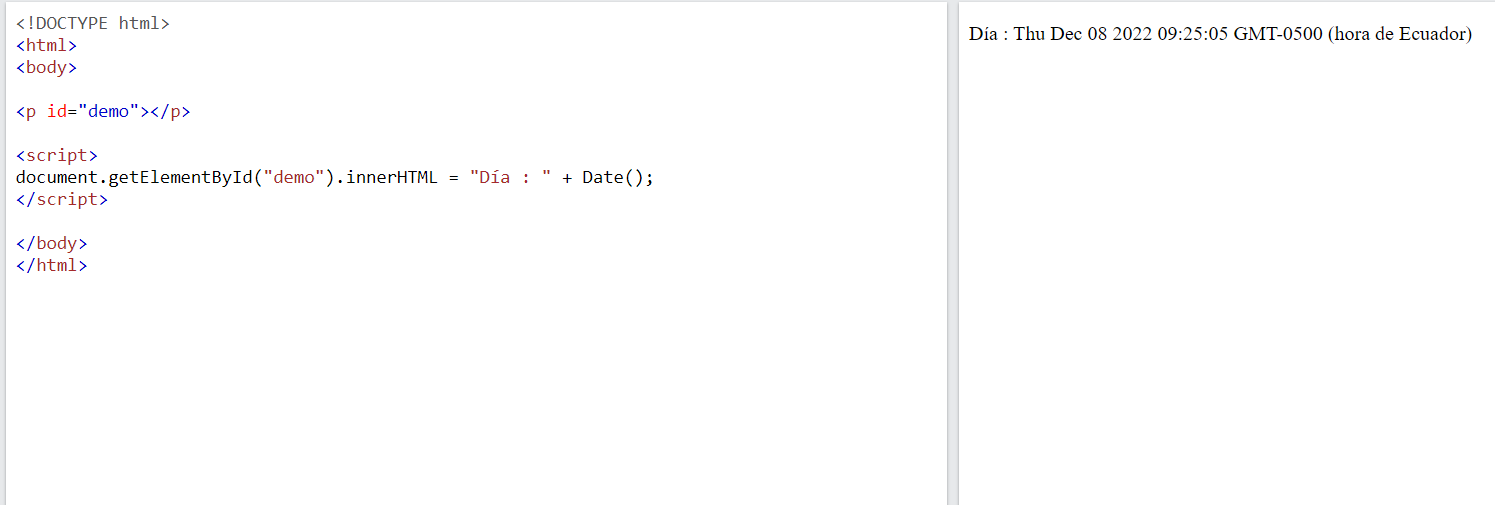 <!DOCTYPE html>
<html>
<body>
<p id="demo"></p>
<script>
document.getElementById("demo").innerHTML = "Día : " + Date();
</script>
</body>
</html>
Día : Thu Dec 08 2022 09:25:05 GMT-0500 (hora de Ecuador)